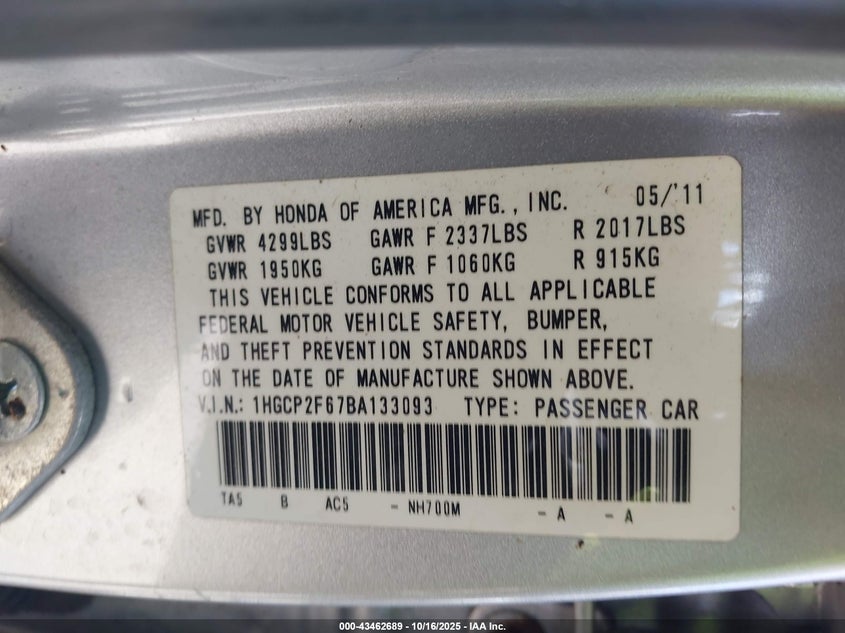 MFD. BY HONDA OF AMERICA MFG., INC. 05/'11
GVWR 4299LBS GAWR F 2337LBS R 2017LBS
GVWR 1950KG GAWR F 1060KG R 915KG
THIS VEHICLE CONFORMS TO ALL APPLICABLE
FEDERAL MOTOR VEHICLE SAFETY, BUMPER,
AND THEFT PREVENTION STANDARDS IN EFFECT
ON THE DATE OF MANUFACTURE SHOWN ABOVE.
V.I.N.: 1HGCP2F67BA133093 TYPE: PASSENGER CAR
TA5 B AC5 - NH700M - A - A
000-43462689 - 10/16/2025 - IAA Inc.